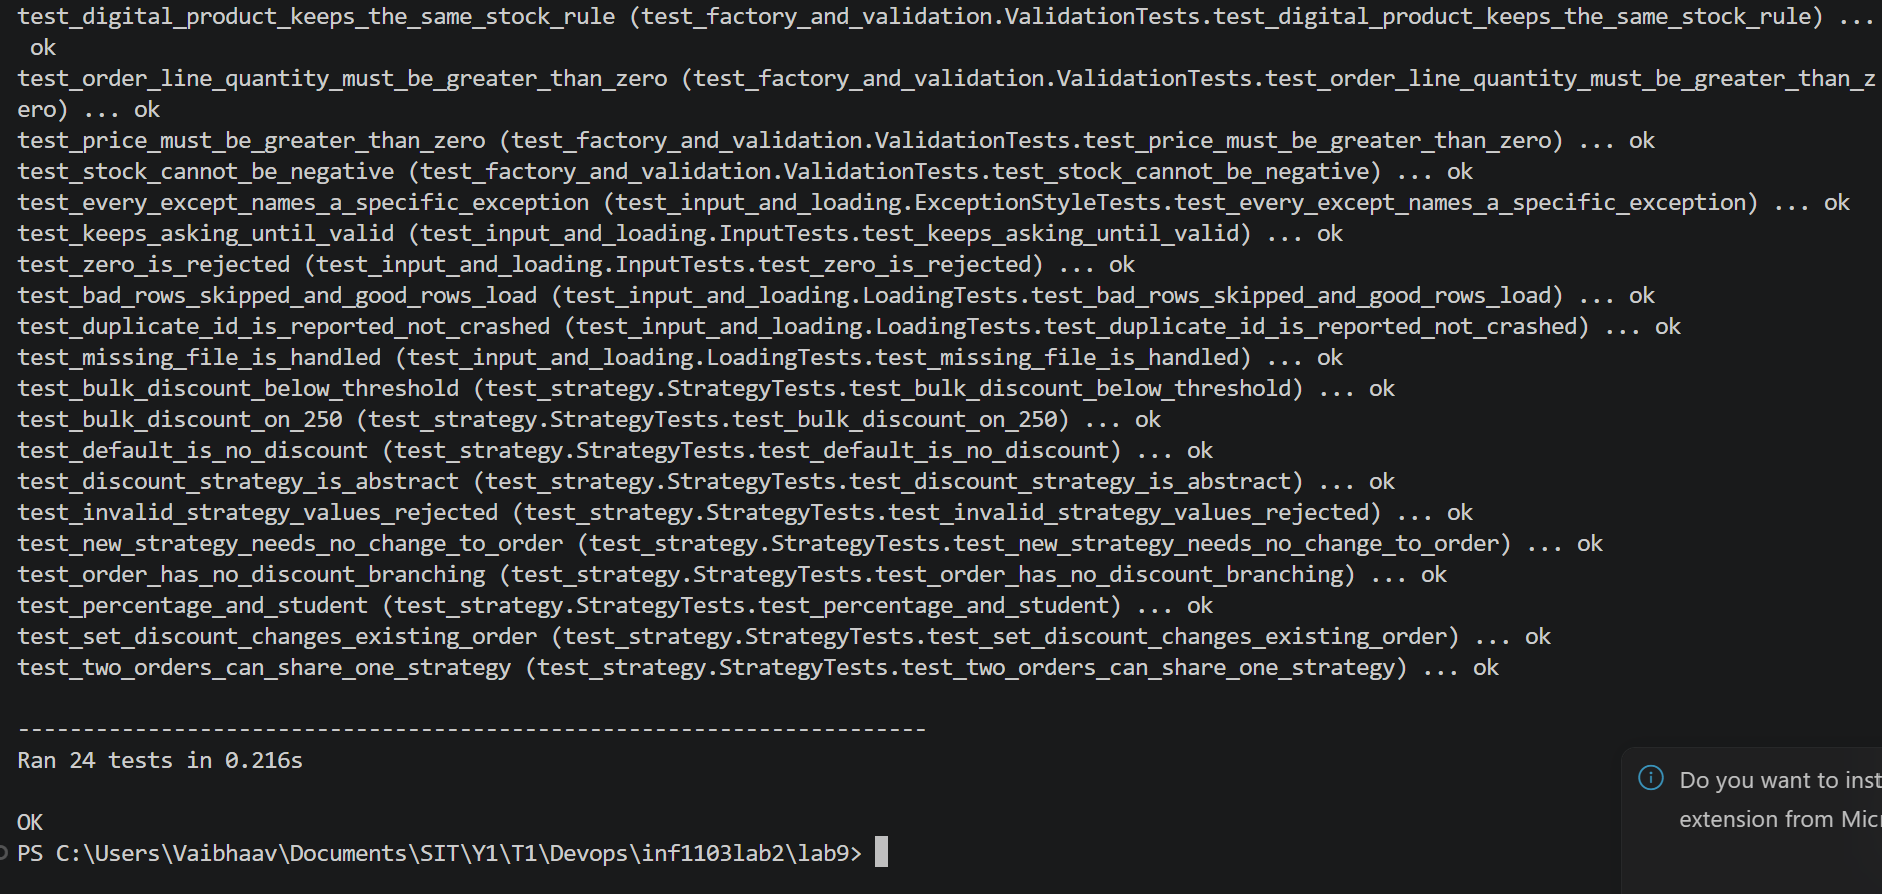 test_digital_product_keeps_the_same_stock_rule (test_factory_and_validation.ValidationTests.test_digital_product_keeps_the_same_stock_rule) ...
 ok
test_order_line_quantity_must_be_greater_than_zero (test_factory_and_validation.ValidationTests.test_order_line_quantity_must_be_greater_than_z
ero) ... ok
test_price_must_be_greater_than_zero (test_factory_and_validation.ValidationTests.test_price_must_be_greater_than_zero) ... ok
test_stock_cannot_be_negative (test_factory_and_validation.ValidationTests.test_stock_cannot_be_negative) ... ok
test_every_except_names_a_specific_exception (test_input_and_loading.ExceptionStyleTests.test_every_except_names_a_specific_exception) ... ok
test_keeps_asking_until_valid (test_input_and_loading.InputTests.test_keeps_asking_until_valid) ... ok
test_zero_is_rejected (test_input_and_loading.InputTests.test_zero_is_rejected) ... ok
test_bad_rows_skipped_and_good_rows_load (test_input_and_loading.LoadingTests.test_bad_rows_skipped_and_good_rows_load) ... ok
test_duplicate_id_is_reported_not_crashed (test_input_and_loading.LoadingTests.test_duplicate_id_is_reported_not_crashed) ... ok
test_missing_file_is_handled (test_input_and_loading.LoadingTests.test_missing_file_is_handled) ... ok
test_bulk_discount_below_threshold (test_strategy.StrategyTests.test_bulk_discount_below_threshold) ... ok
test_bulk_discount_on_250 (test_strategy.StrategyTests.test_bulk_discount_on_250) ... ok
test_default_is_no_discount (test_strategy.StrategyTests.test_default_is_no_discount) ... ok
test_discount_strategy_is_abstract (test_strategy.StrategyTests.test_discount_strategy_is_abstract) ... ok
test_invalid_strategy_values_rejected (test_strategy.StrategyTests.test_invalid_strategy_values_rejected) ... ok
test_new_strategy_needs_no_change_to_order (test_strategy.StrategyTests.test_new_strategy_needs_no_change_to_order) ... ok
test_order_has_no_discount_branching (test_strategy.StrategyTests.test_order_has_no_discount_branching) ... ok
test_percentage_and_student (test_strategy.StrategyTests.test_percentage_and_student) ... ok
test_set_discount_changes_existing_order (test_strategy.StrategyTests.test_set_discount_changes_existing_order) ... ok
test_two_orders_can_share_one_strategy (test_strategy.StrategyTests.test_two_orders_can_share_one_strategy) ... ok
----------------------------------------------------------------------
Ran 24 tests in 0.216s
OK
PS C:\Users\Vaibhaav\Documents\SIT\Y1\T1\Devops\inf1103lab2\lab9>
Do you want to inst
extension from Micr